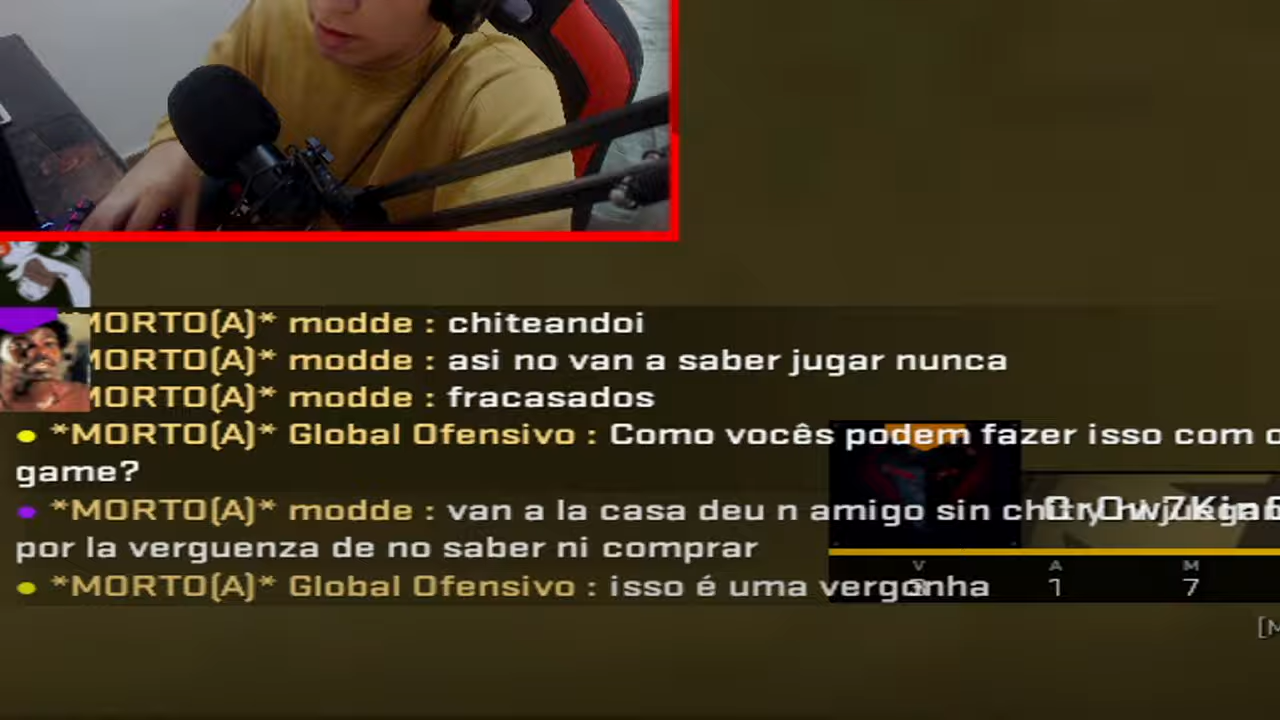 MORTO(A)* modde : chiteandoi
MORTO(A)* modde : asi no van a saber jugar nunca
MORTO(A)* modde : fracasados
*MORTO(A)* Global Ofensivo : Como vocês podem fazer isso com o
game?
*MORTO(A)* modde : van a la casa deu n amigo sin
por la verguenza de no saber ni comprar
*MORTO(A)* Global Ofensivo : isso é uma vergonha
V A M
3 1 7
[M